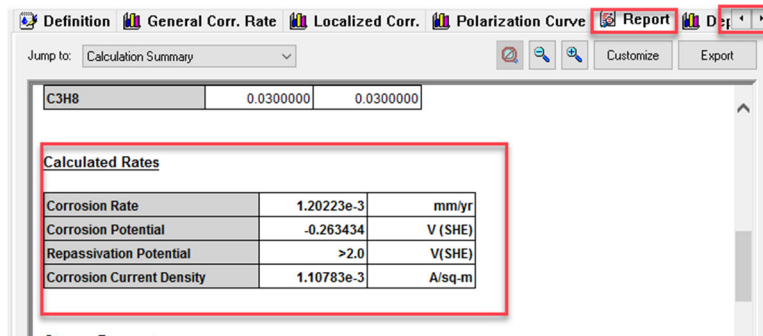 Definition General Corr. Rate Localized Corr. Polarization Curve Report
Jump to: Calculation Summary Customize Export
C3H8 0.0300000 0.0300000
Calculated Rates
Corrosion Rate 1.20223e-3 mm/yr
Corrosion Potential -0.263434 V (SHE)
Repassivation Potential >2.0 V(SHE)
Corrosion Current Density 1.10783e-3 A/sq-m